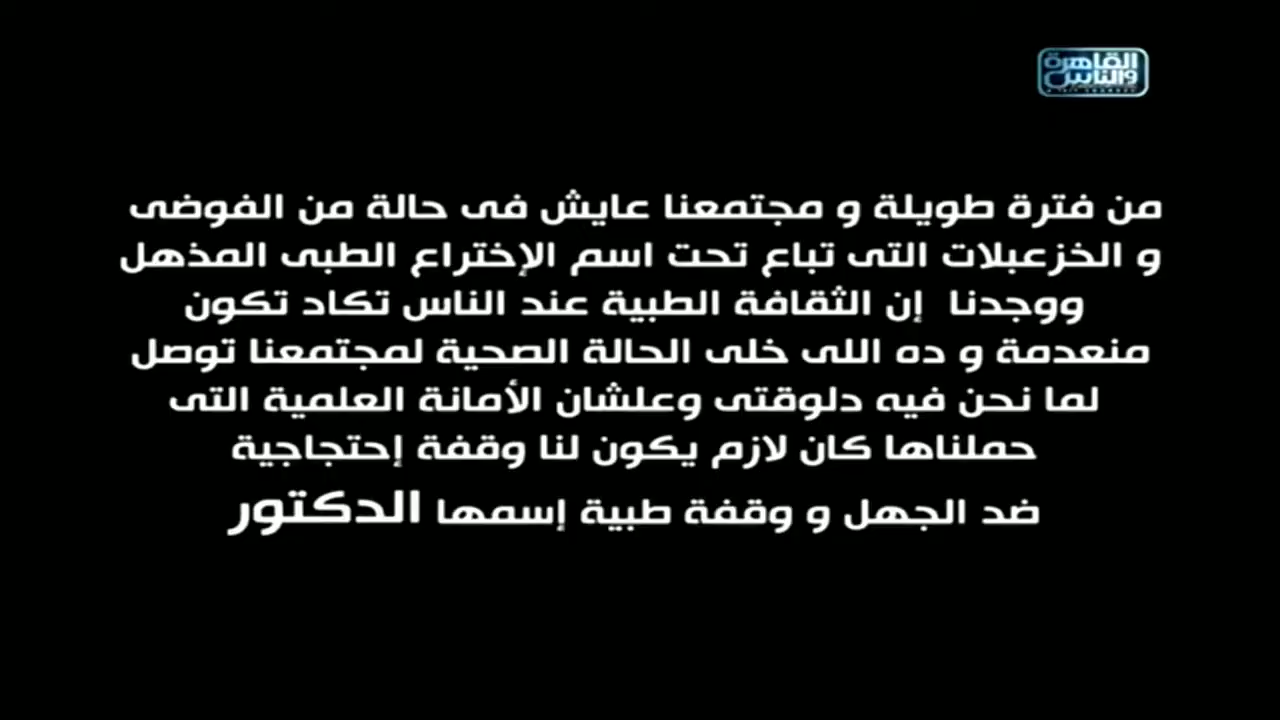 القاهرة
والناس
من فترة طويلة و مجتمعنا عايش فى حالة من الفوضى
و الخزعبلات التى تباع تحت اسم الإختراع الطبى المذهل
ووجدنا إن الثقافة الطبية عند الناس تكاد تكون
منعدمة و ده اللى خلى الحالة الصحية لمجتمعنا توصل
لما نحن فيه دلوقتى وعلشان الأمانة العلمية التى
حملناها كان لازم يكون لنا وقفة إحتجاجية
ضد الجهل و وقفة طبية إسمها الدكتور